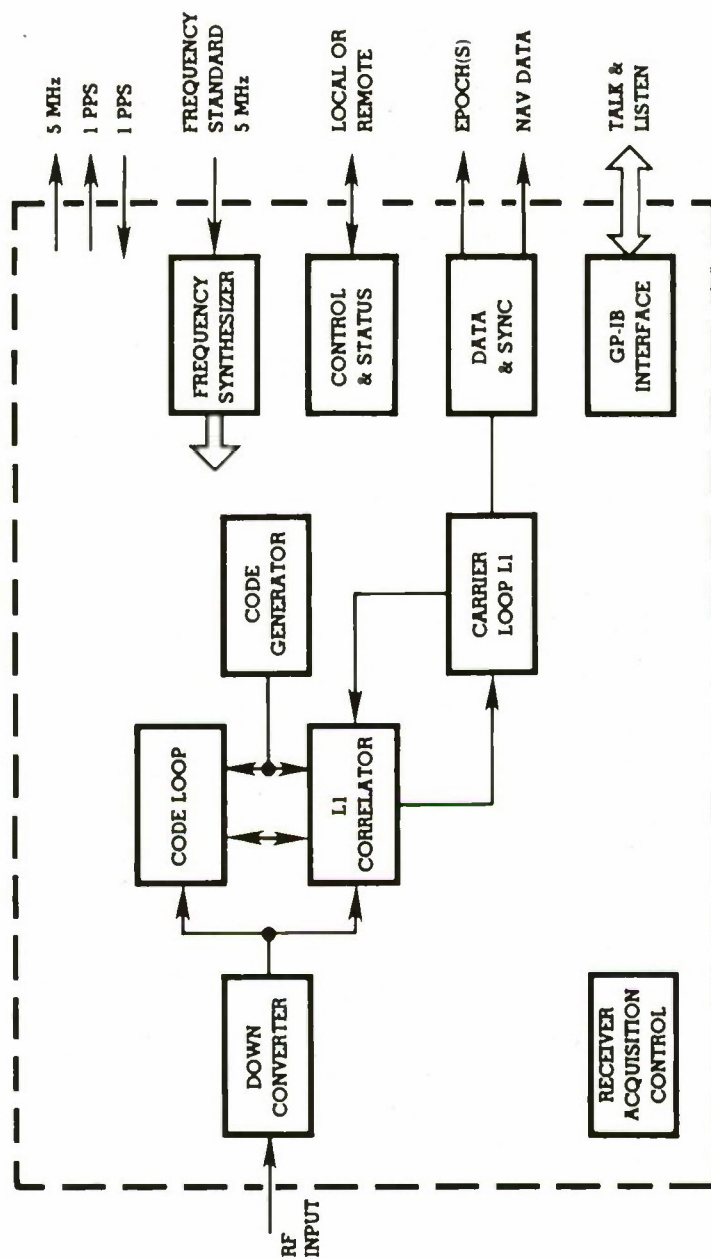 5 MHz
1 PPS
1 PPS
FREQUENCY
STANDARD
5 MHz
LOCAL OR
REMOTE
EPOCH(S)
NAV DATA
TALK &
LISTEN
FREQUENCY
SYNTHESIZER
CONTROL
& STATUS
DATA
& SYNC
GP-IB
INTERFACE
CODE
GENERATOR
CARRIER
LOOP L1
CODE LOOP
L1
CORRELATOR
DOWN
CONVERTER
RECEIVER
ACQUISITION
CONTROL
RF
INPUT